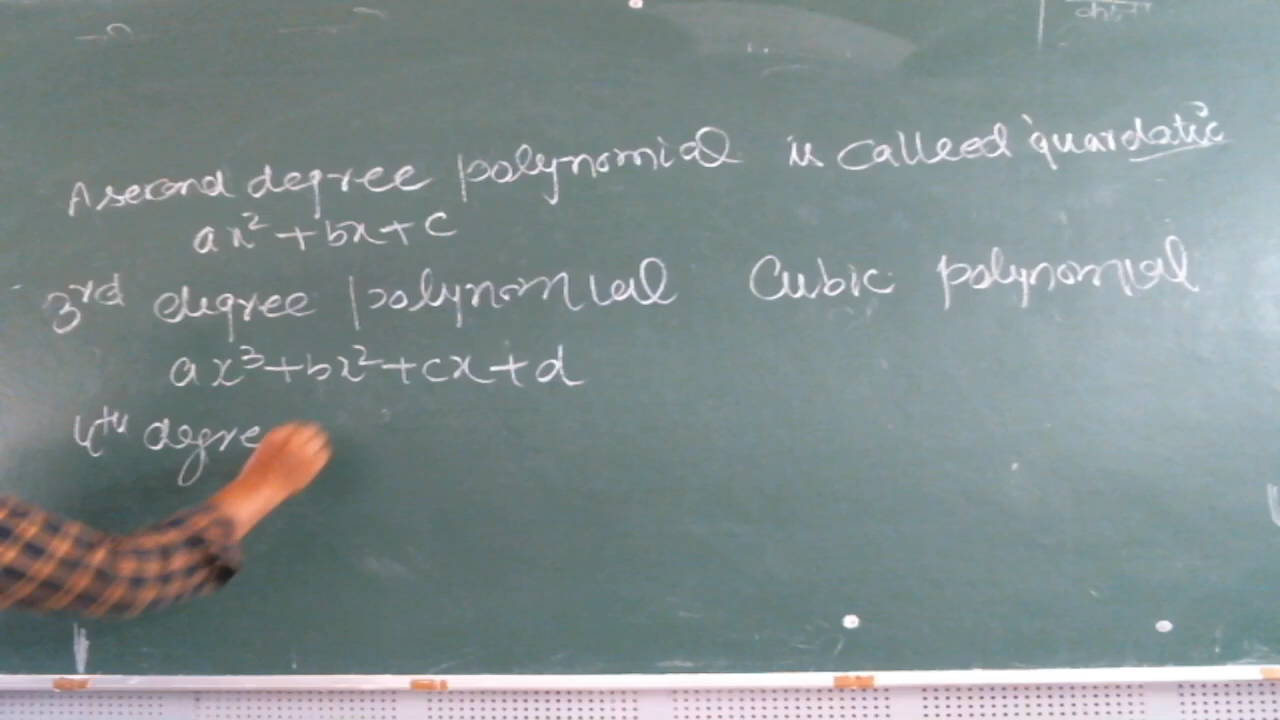 A second degree polynomial is called quardatic
ax²+bx+c
3rd degree polynomial Cubic polynomial
ax³+bx²+cx+d
4th degre